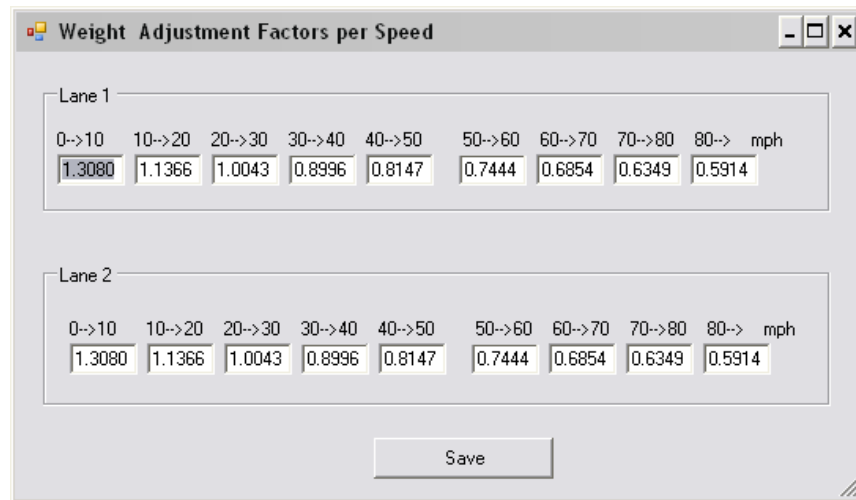 Weight Adjustment Factors per Speed
Lane 1
0-->10 10-->20 20-->30 30-->40 40-->50 50-->60 60-->70 70-->80 80--> mph
1.3080 1.1366 1.0043 0.8996 0.8147 0.7444 0.6854 0.6349 0.5914
Lane 2
0-->10 10-->20 20-->30 30-->40 40-->50 50-->60 60-->70 70-->80 80--> mph
1.3080 1.1366 1.0043 0.8996 0.8147 0.7444 0.6854 0.6349 0.5914
Save